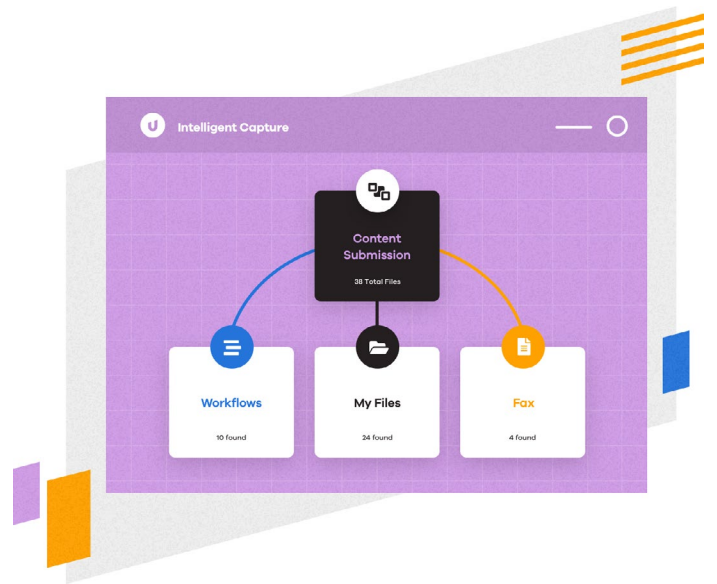 U Intelligent Capture
Content
Submission
38 Total Files
Workflows
My Files
Fax
10 found
24 found
4 found